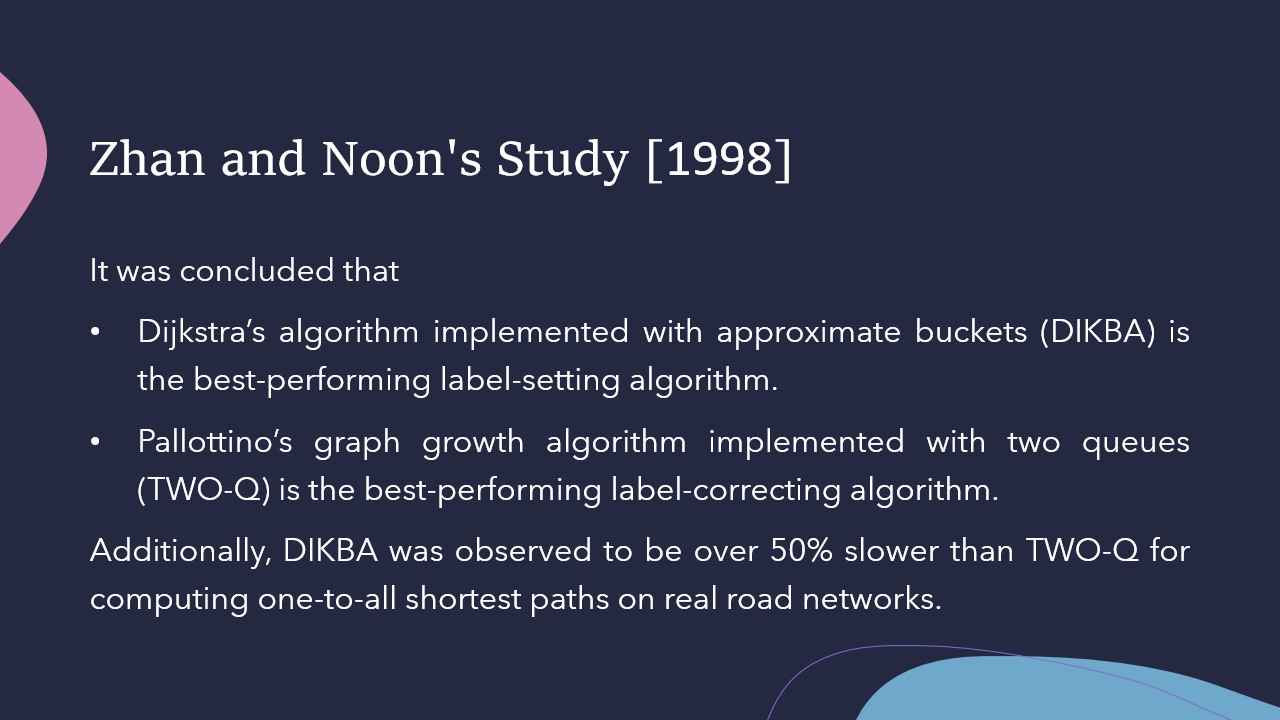 Zhan and Noon's Study [1998]
It was concluded that
• Dijkstra’s algorithm implemented with approximate buckets (DIKBA) is
the best-performing label-setting algorithm.
• Pallottino’s graph growth algorithm implemented with two queues
(TWO-Q) is the best-performing label-correcting algorithm.
Additionally, DIKBA was observed to be over 50% slower than TWO-Q for
computing one-to-all shortest paths on real road networks.